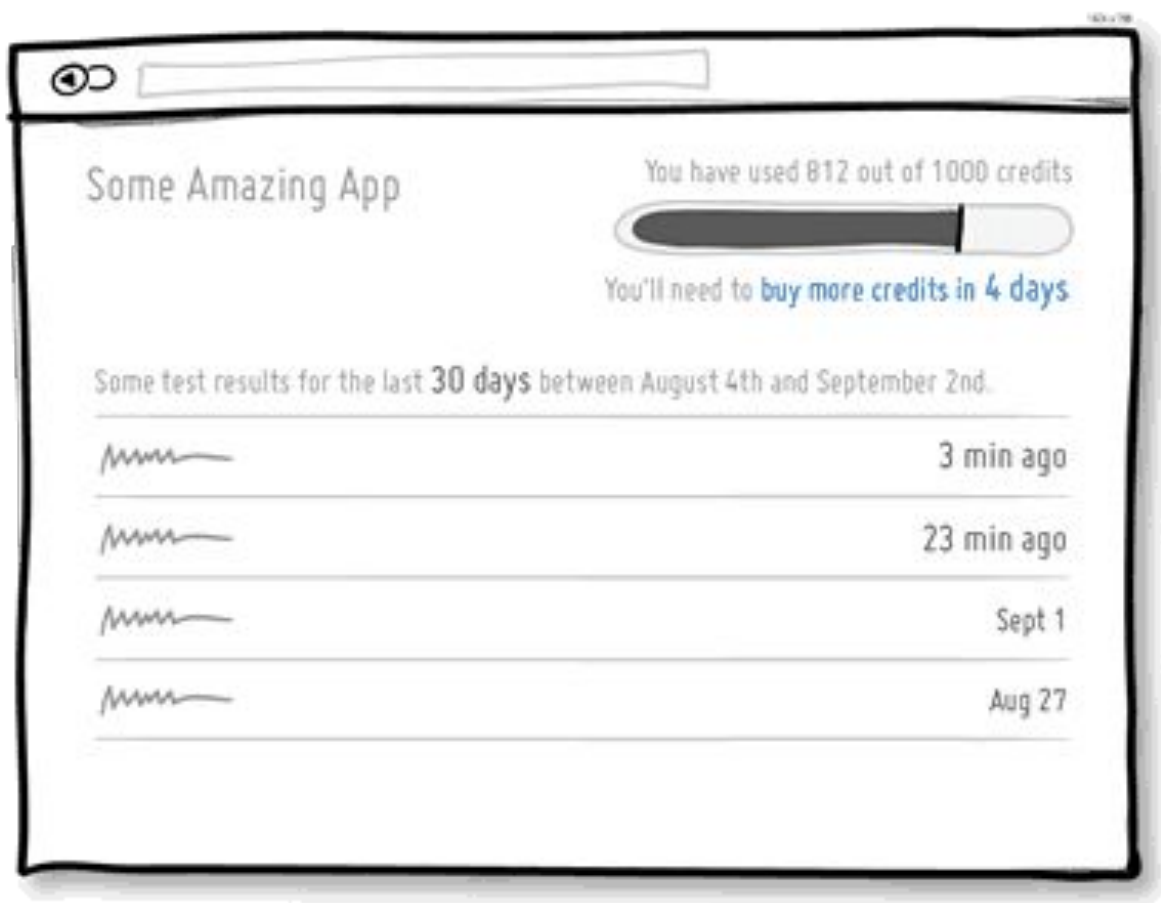 You have used 812 out of 1000 credits
Some Amazing App
You'll need to buy more credits in 4 days
Some test results for the last 30 days between August 4th and September 2nd.
3 min ago
23 min ago
Sept 1
Aug 27